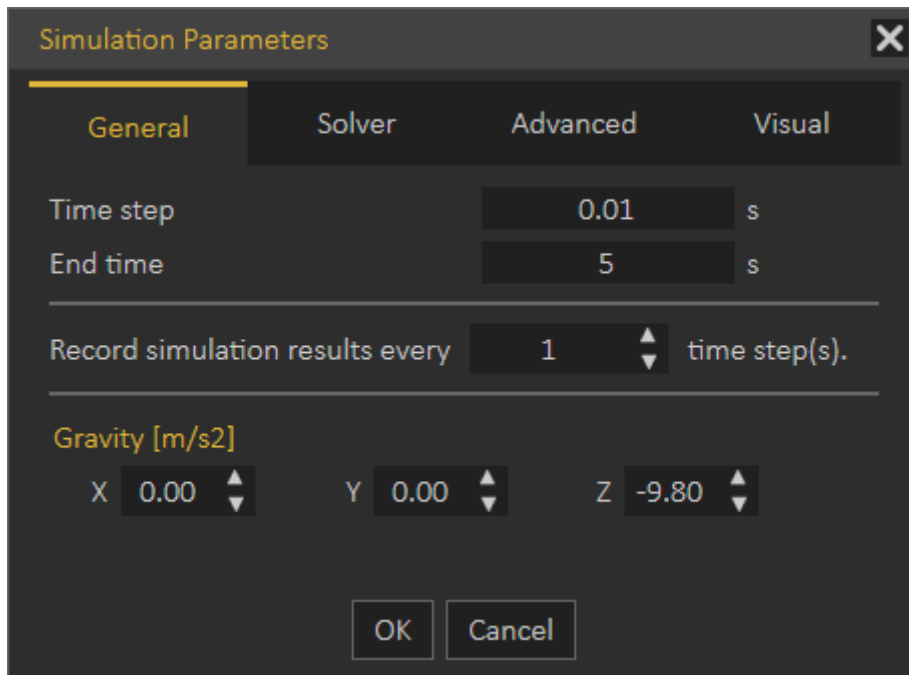 Simulation Parameters
General Solver Advanced Visual
Time step 0.01 s
End time 5 s
Record simulation results every 1 time step(s).
Gravity [m/s2]
X 0.00 Y 0.00 Z -9.80
OK Cancel